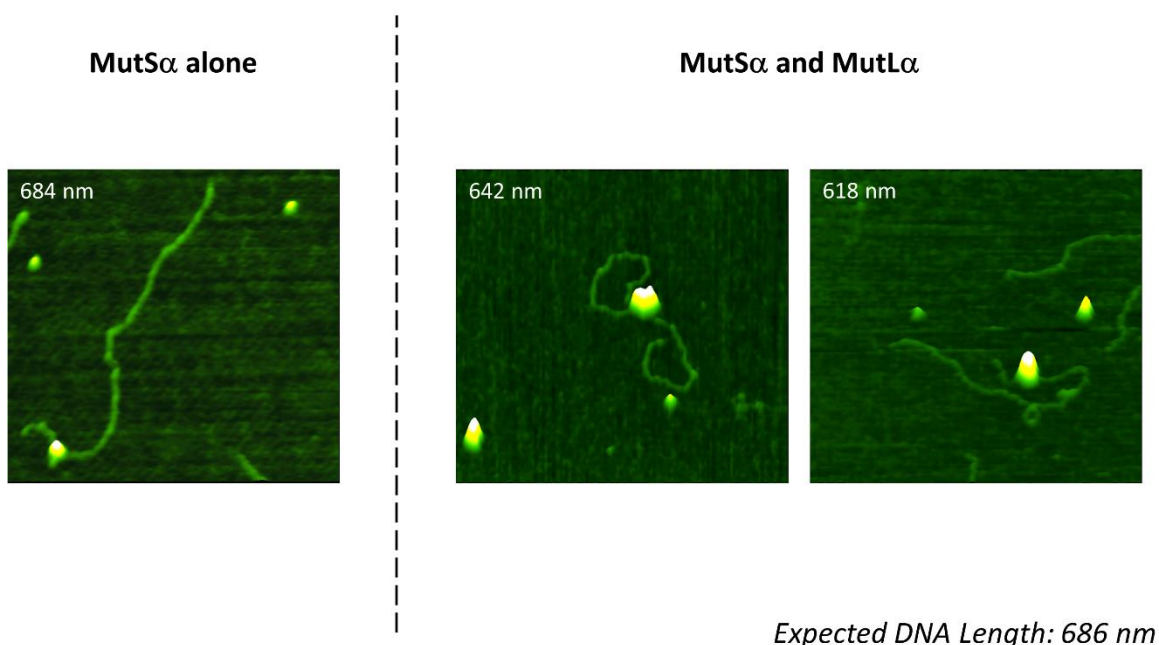 MutSα alone
MutSα and MutLα
684 nm
642 nm
618 nm
Expected DNA Length: 686 nm